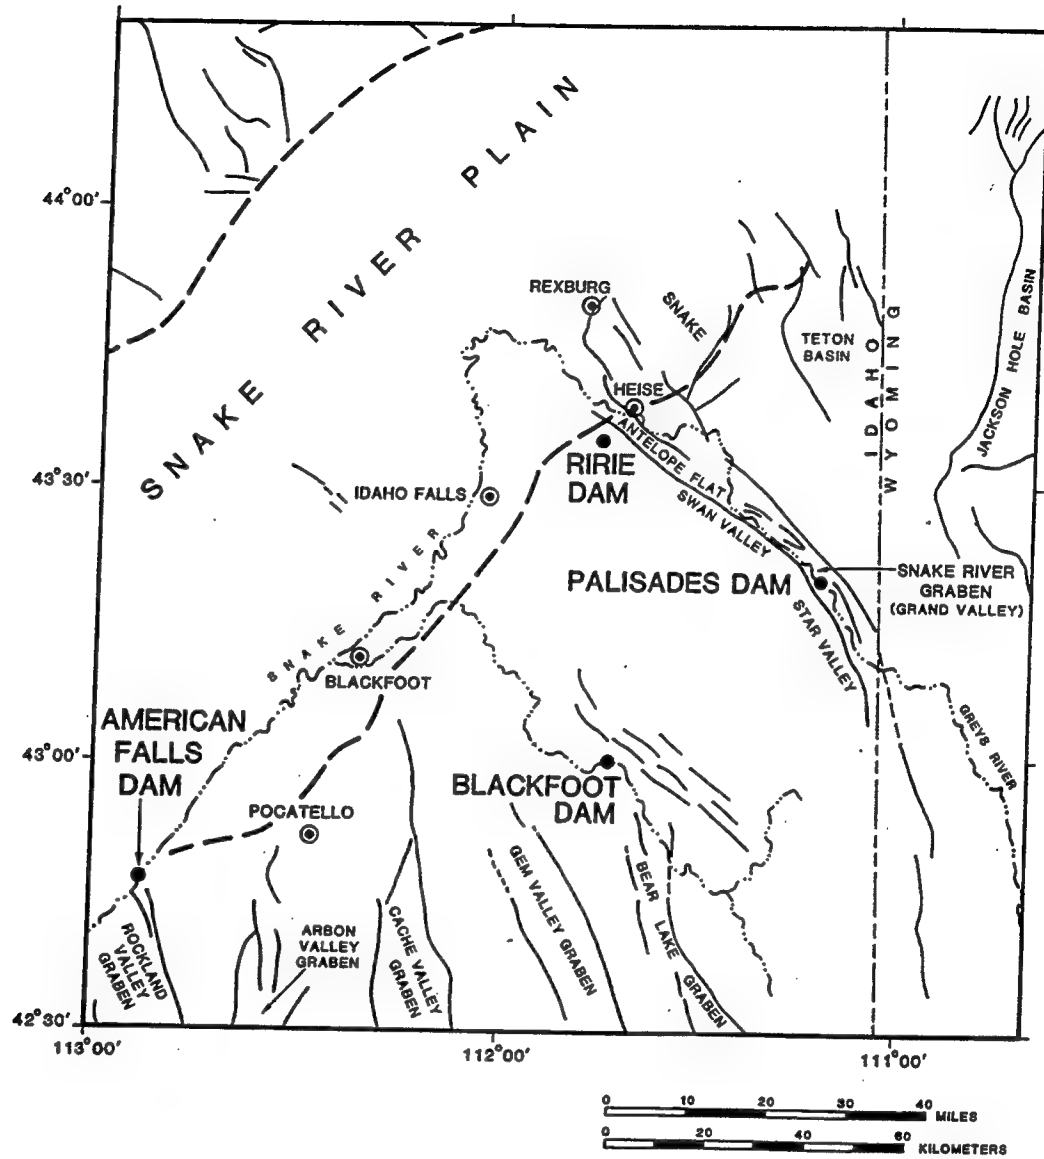 SNAKE RIVER PLAIN
44°00'
REXBURG
SNAKE
TETON
BASIN
IDAHO
WYOMING
JACKSON HOLE BASIN
HEISE
ANTELOPE FLAT
RIRIE
DAM
SWAN VALLEY
43°30'
IDAHO FALLS
PALISADES DAM
SNAKE RIVER
GRABEN
(GRAND VALLEY)
STAR VALLEY
SNAKE RIVER
BLACKFOOT
GREYS RIVER
AMERICAN
FALLS
DAM
43°00'
BLACKFOOT
DAM
POCATELLO
GEM VALLEY GRABEN
BEAR LAKE GRABEN
CACHE VALLEY
GRABEN
ARBON
VALLEY
GRABEN
ROCKLAND
VALLEY
GRABEN
42°30'
113°00'
112°00'
111°00'
0 10 20 30 40
MILES
0 20 40 60
KILOMETERS